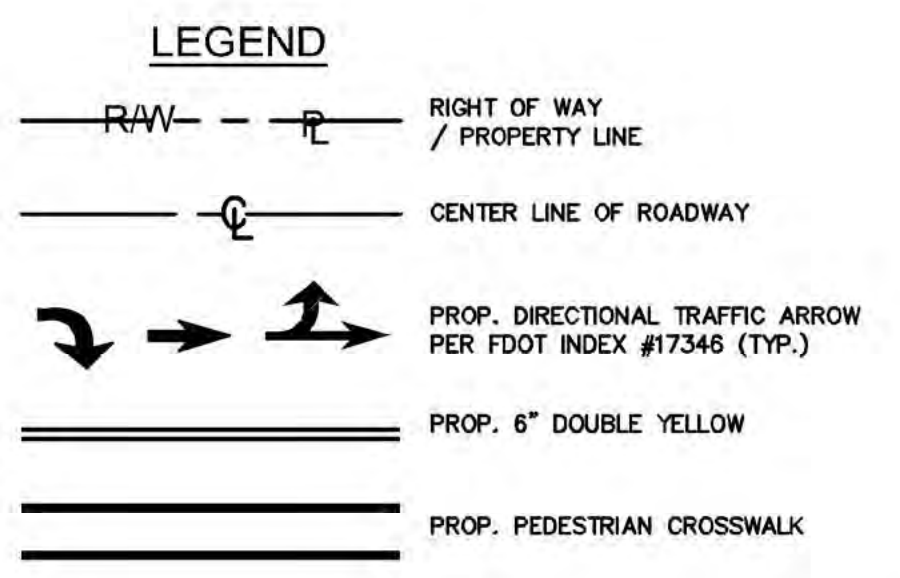 LEGEND
R/W PL RIGHT OF WAY
/ PROPERTY LINE
CL CENTER LINE OF ROADWAY
PROP. DIRECTIONAL TRAFFIC ARROW
PER FDOT INDEX #17346 (TYP.)
PROP. 6" DOUBLE YELLOW
PROP. PEDESTRIAN CROSSWALK